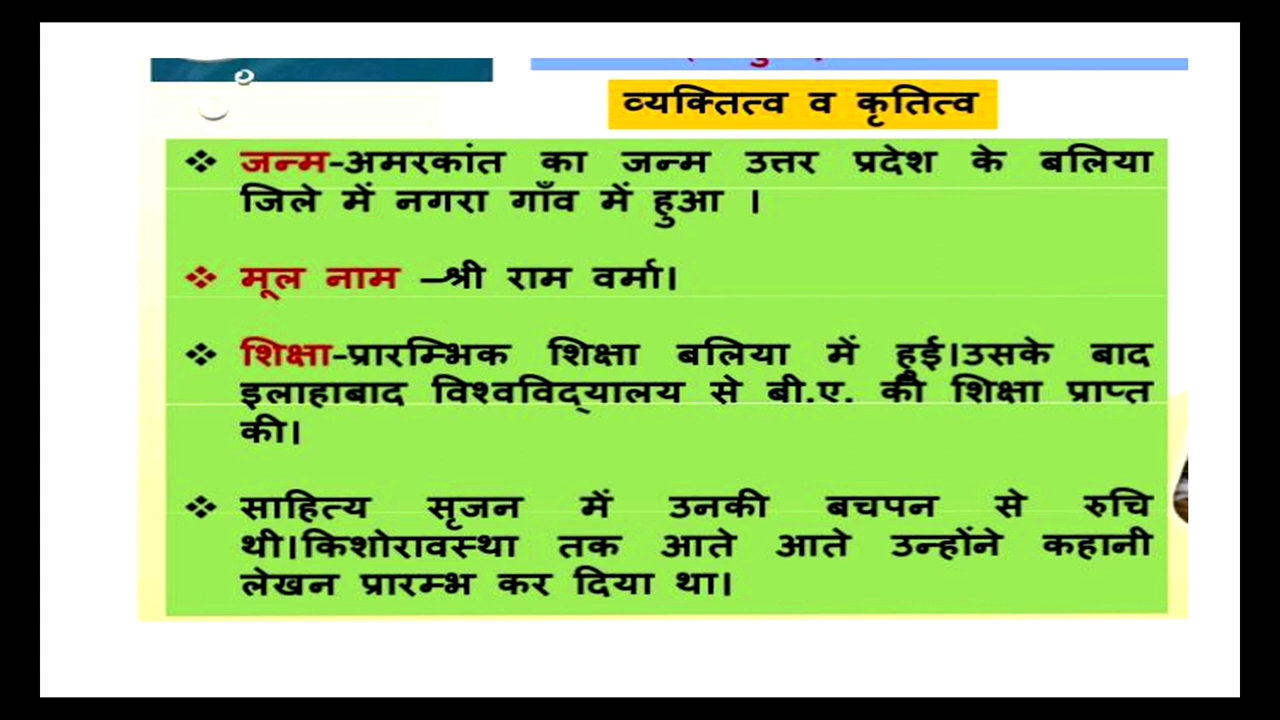 व्यक्तित्व व कृतित्व
❖ जन्म-अमरकांत का जन्म उत्तर प्रदेश के बलिया
जिले में नगरा गाँव में हुआ ।
❖ मूल नाम –श्री राम वर्मा।
❖ शिक्षा-प्रारम्भिक शिक्षा बलिया में हुई।उसके बाद
इलाहाबाद विश्वविद्यालय से बी.ए. की शिक्षा प्राप्त
की।
❖ साहित्य सृजन में उनकी बचपन से रुचि
थी।किशोरावस्था तक आते आते उन्होंने कहानी
लेखन प्रारम्भ कर दिया था।